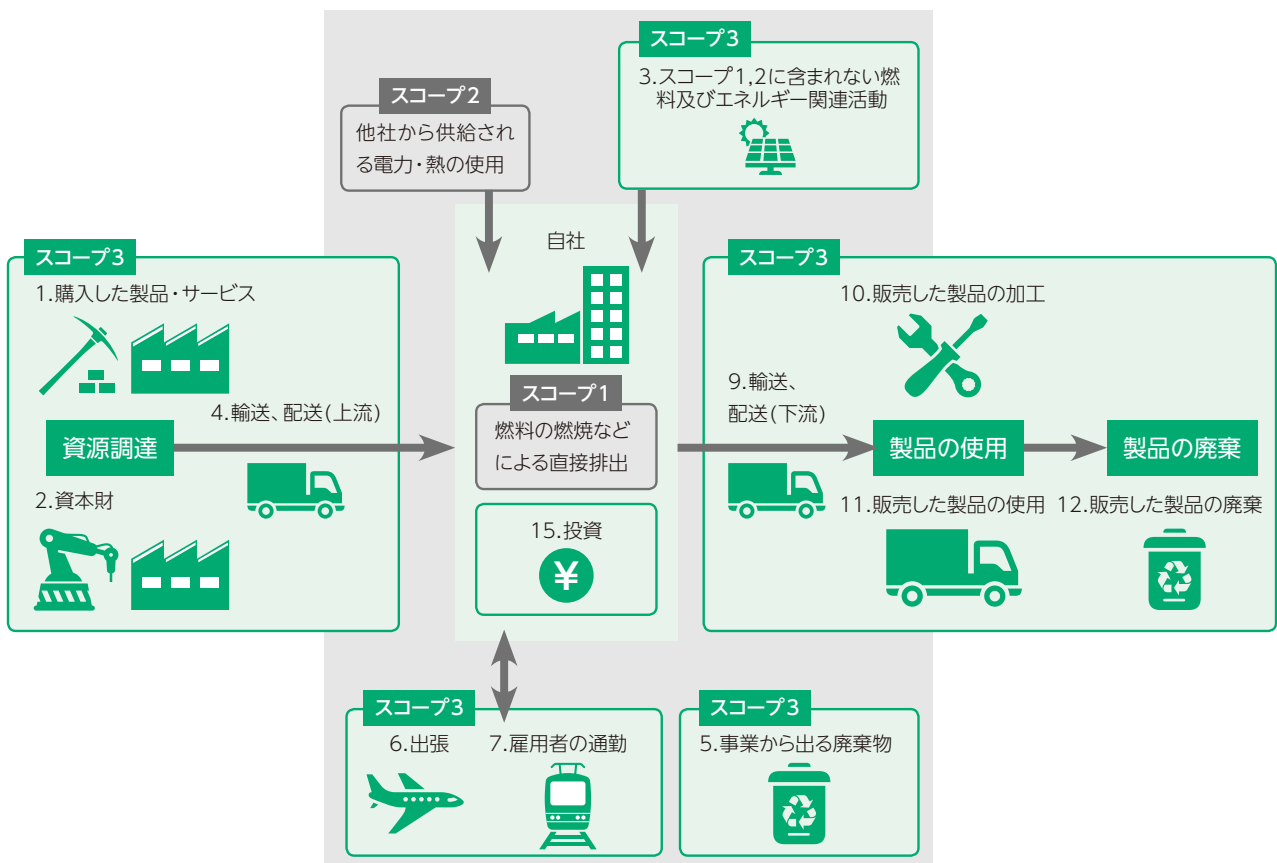 スコープ3
3.スコープ1,2に含まれない燃
料及びエネルギー関連活動
スコープ2
他社から供給され
る電力・熱の使用
自社
スコープ1
燃料の燃焼など
による直接排出
15.投資
¥
スコープ3
1.購入した製品・サービス
4.輸送、配送(上流)
資源調達
2.資本財
スコープ3
10.販売した製品の加工
9.輸送、
配送(下流)
製品の使用
製品の廃棄
11.販売した製品の使用
12.販売した製品の廃棄
スコープ3
6.出張
7.雇用者の通勤
スコープ3
5.事業から出る廃棄物